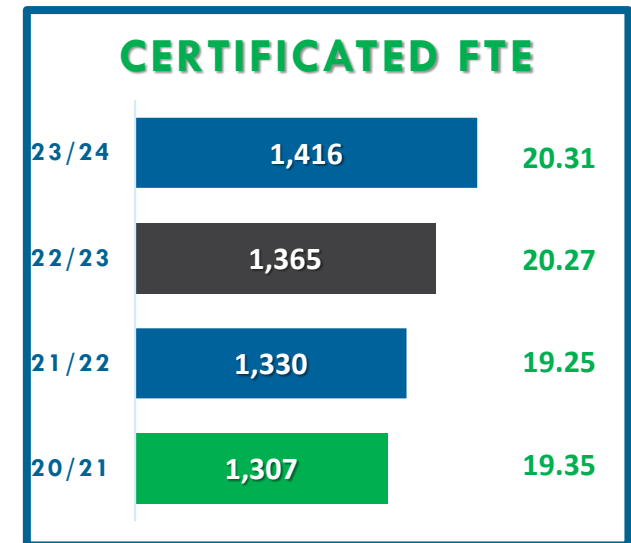 CERTIFICATED FTE
23/24 1,416 20.31
22/23 1,365 20.27
21/22 1,330 19.25
20/21 1,307 19.35